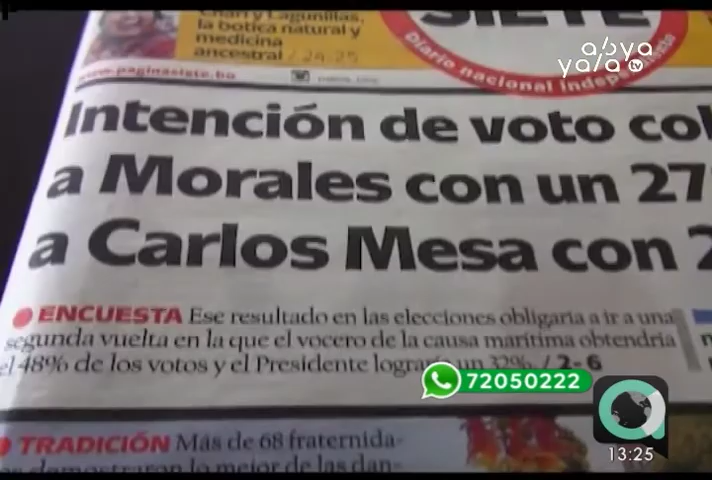 Chari y Lagunillas,
la botica natural y
medicina
ancestral / 24-25
SIETE
Diario nacional independiente
abya
yala tv
www.paginasiete.bo
Intención de voto col
a Morales con un 27
a Carlos Mesa con 2
ENCUESTA Ese resultado en las elecciones obligaría a ir a una
segunda vuelta en la que el vocero de la causa marítima obtendría
el 48% de los votos y el Presidente lograría un 32%. / 2-6
72050222
TRADICIÓN Más de 68 fraternida-
demostraron lo mejor de las dan-
13:25